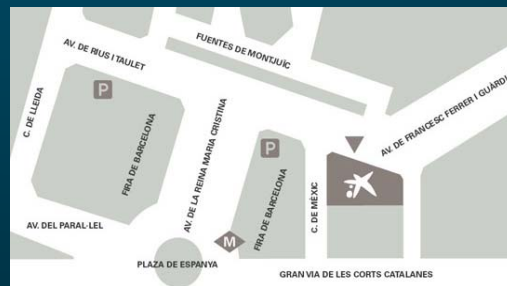 FUENTES DE MONTJUÏC
AV. DE RIUS I TAULET
P
C. DE LLEIDA
FIRA DE BARCELONA
AV. DE LA REINA MARIA CRISTINA
P
FIRA DE BARCELONA
C. DE MÈXIC
AV. DE FRANCESC FERRER I GUÀRDI
AV. DEL PARAL·LEL
M
PLAZA DE ESPANYA
GRAN VIA DE LES CORTS CATALANES